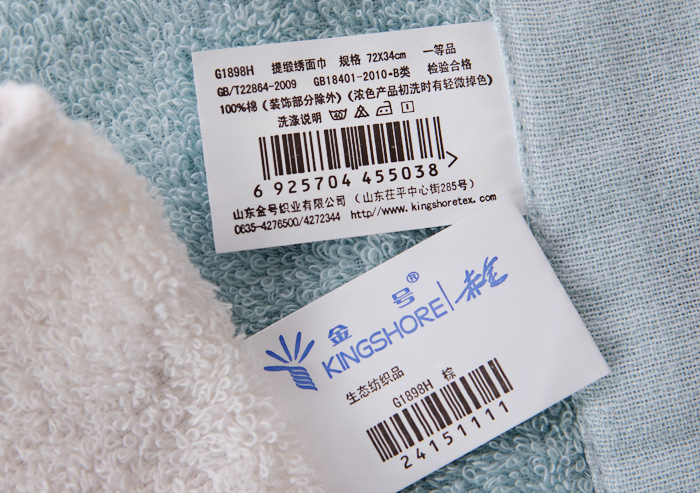 G1898H 提缎绣面巾 规格 72X34cm 一等品
GB/T22864-2009 GB18401-2010·B类 检验合格
100%棉（装饰部分除外）（浓色产品初洗时有轻微掉色）
洗涤说明
6 925704 455038 >
山东金号织业有限公司（山东茌平中心街285号）
0635-4276500/4272344 http//www.kingshoretex.com
金号®
KINGSHORE
生态纺织品
G1898H 棕
24151111